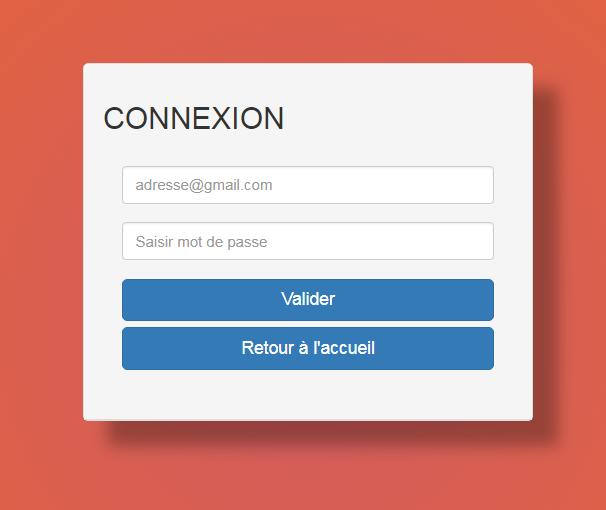 CONNEXION
adresse@gmail.com
Saisir mot de passe
Valider
Retour à l'accueil